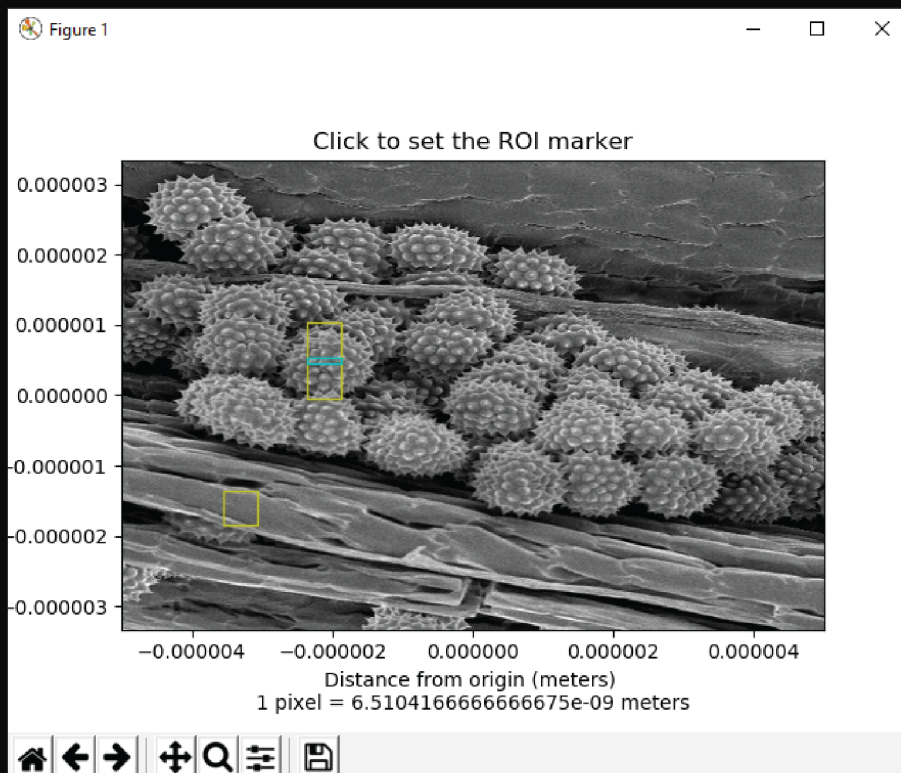 Figure 1
Click to set the ROI marker
0.000003
0.000002
0.000001
0.000000
-0.000001
-0.000002
-0.000003
−0.000004 −0.000002 0.000000 0.000002 0.000004
Distance from origin (meters)
1 pixel = 6.5104166666666675e-09 meters